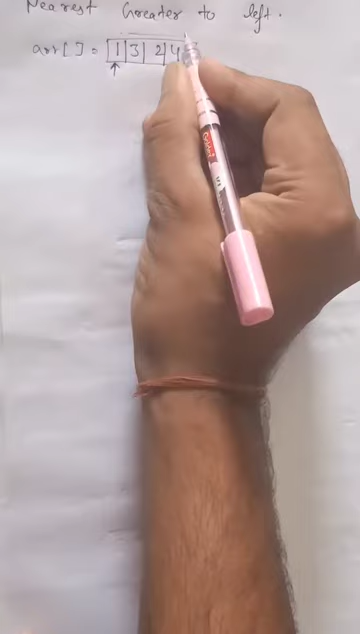 Nearest Greater to left.
arr[] = 1 3 2 4